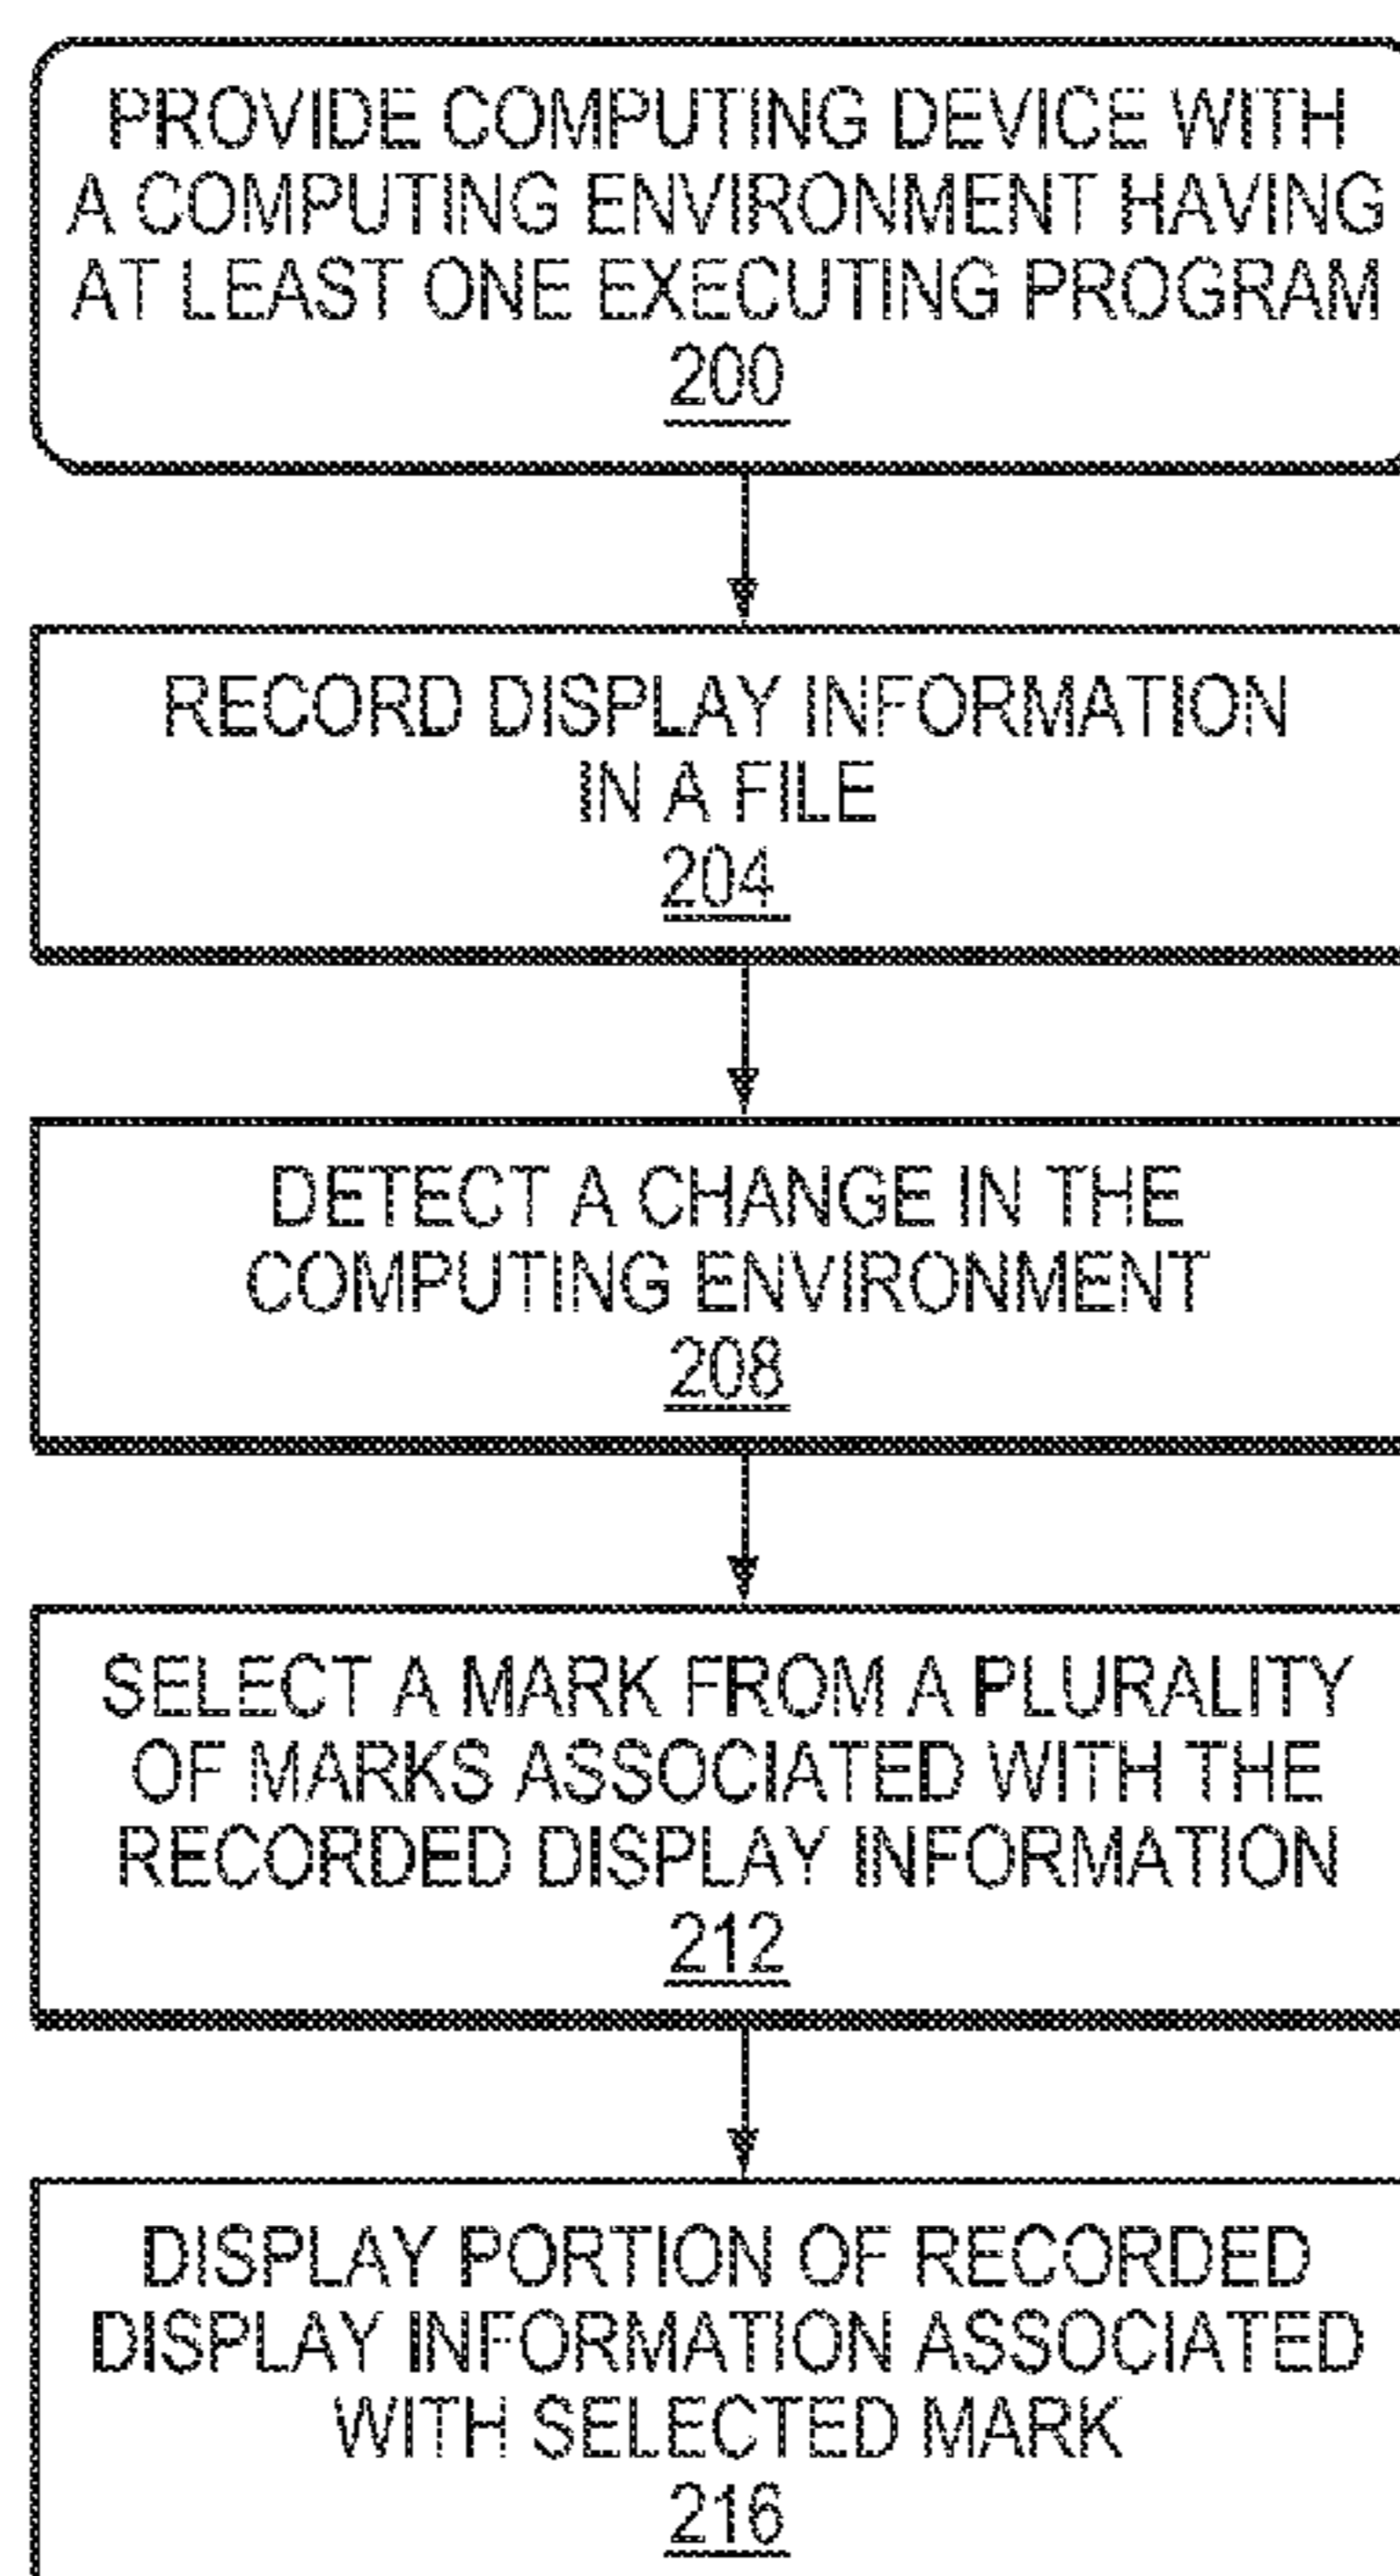 PROVIDE COMPUTING DEVICE WITH
A COMPUTING ENVIRONMENT HAVING
AT LEAST ONE EXECUTING PROGRAM
200
RECORD DISPLAY INFORMATION
IN A FILE
204
DETECT A CHANGE IN THE
COMPUTING ENVIRONMENT
208
SELECT A MARK FROM A PLURALITY
OF MARKS ASSOCIATED WITH THE
RECORDED DISPLAY INFORMATION
212
DISPLAY PORTION OF RECORDED
DISPLAY INFORMATION ASSOCIATED
WITH SELECTED MARK
216